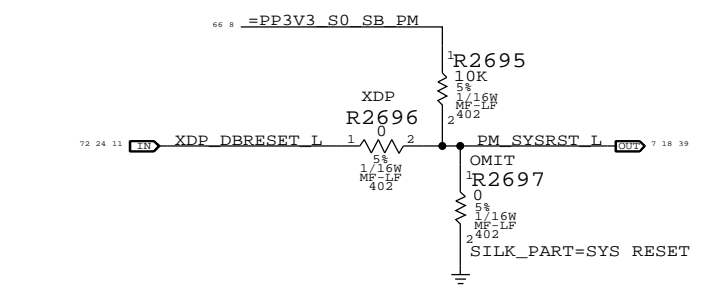 66 8 =PP3V3_S0_SB_PM
1
R2695
10K
5%
1/16W
MF-LF
402
2
XDP
R2696
0
1 2
5%
1/16W
MF-LF
402
72 24 11 IN XDP_DBRESET_L
PM_SYSRST_L OUT 7 18 39
OMIT
1
R2697
0
5%
1/16W
MF-LF
402
2
SILK_PART=SYS RESET